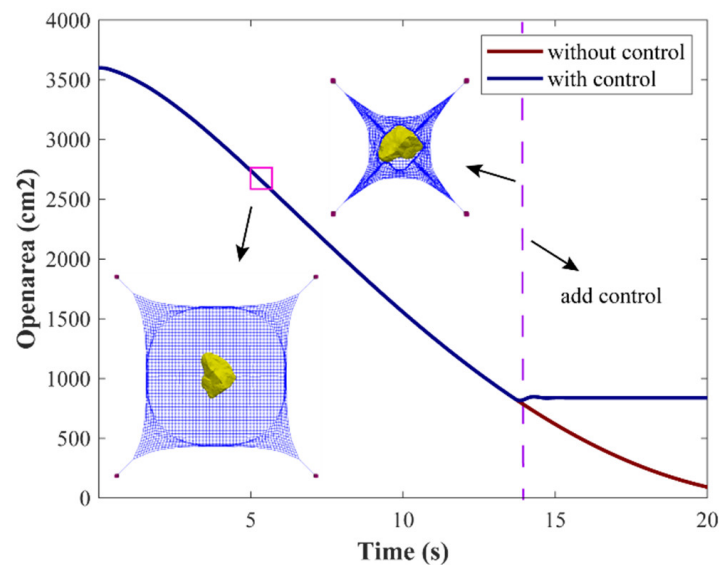 4000
3500
3000
2500
2000
1500
1000
500
0
Openarea (cm2)
without control
with control
add control
5
10
15
20
Time (s)